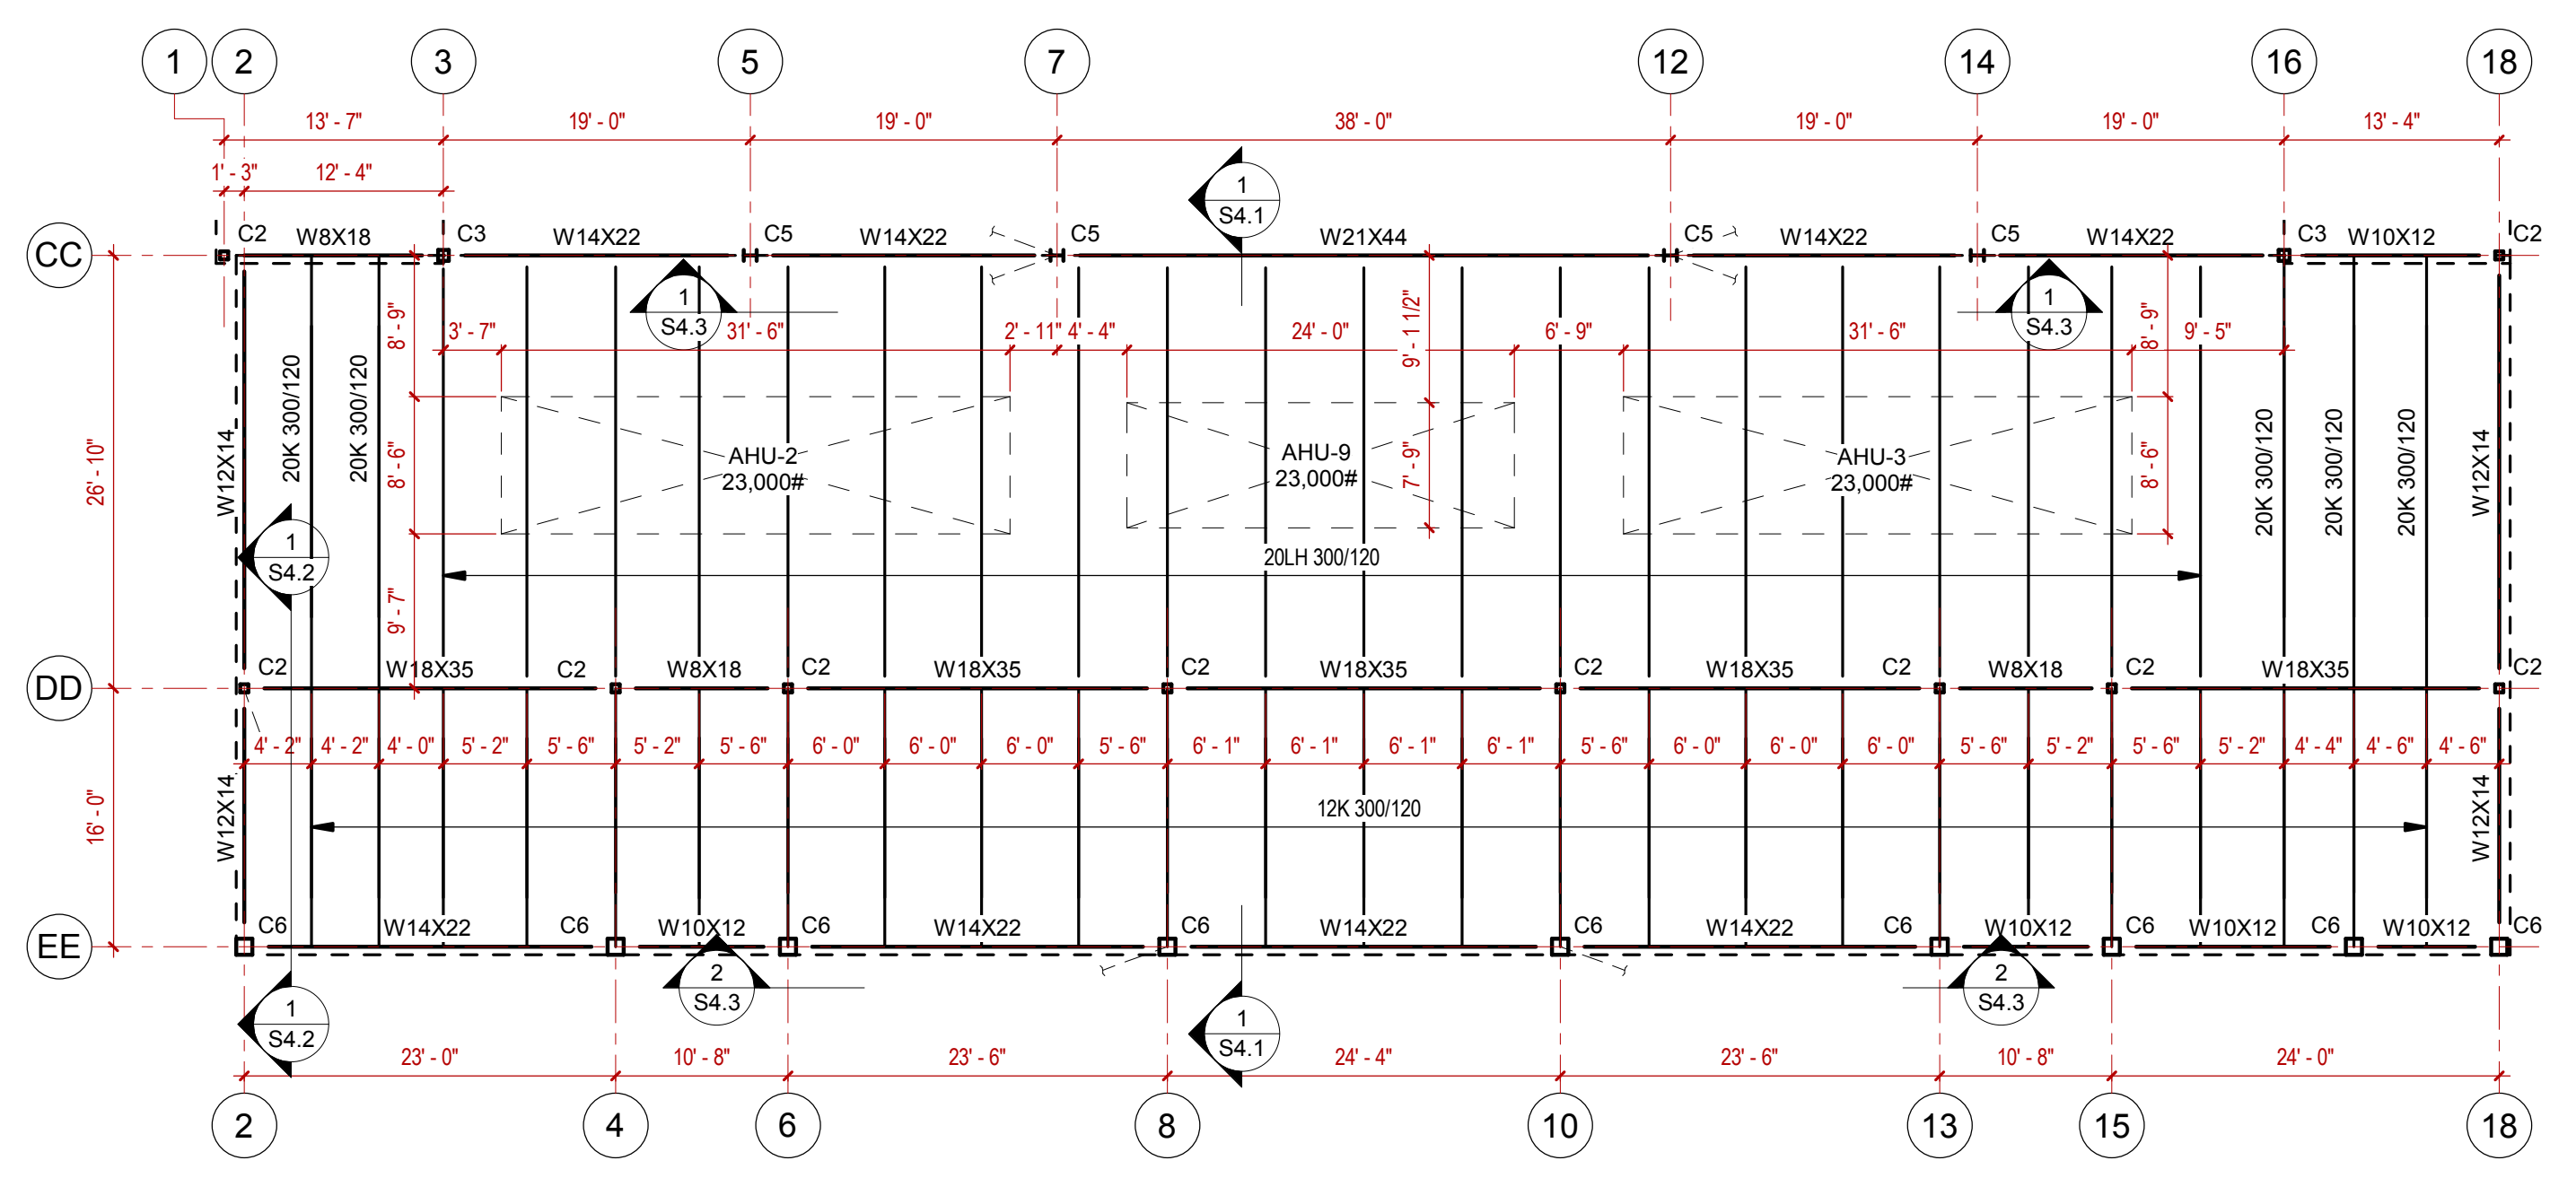 1 2 3 5 7 12 14 16 18
13' - 7" 19' - 0" 19' - 0" 38' - 0" 19' - 0" 19' - 0" 13' - 4"
1' - 3" 12' - 4"
1
S4.1
CC
C2 W8X18 C3 W14X22 C5 W14X22 C5 W21X44 C5 W14X22 C5 W14X22 C3 W10X12 C2
1
S4.3
1
S4.3
3' - 7" 31' - 6" 2' - 11" 4' - 4" 24' - 0" 6' - 9" 31' - 6" 9' - 5"
8' - 9"
9' - 1 1/2"
8' - 9"
20K 300/120
20K 300/120
W12X14
26' - 10"
8' - 6"
AHU-2
23,000#
AHU-9
23,000#
7' - 9"
AHU-3
23,000#
8' - 6"
20K 300/120
20K 300/120
20K 300/120
W12X14
1
S4.2
20LH 300/120
9' - 7"
DD
C2 W18X35 C2 W8X18 C2 W18X35 C2 W18X35 C2 W18X35 C2 W8X18 C2 W18X35 C2
4' - 2" 4' - 2" 4' - 0" 5' - 2" 5' - 6" 5' - 2" 5' - 6" 6' - 0" 6' - 0" 6' - 0" 5' - 6" 6' - 1" 6' - 1" 6' - 1" 6' - 1" 5' - 6" 6' - 0" 6' - 0" 6' - 0" 5' - 6" 5' - 2" 5' - 6" 5' - 2" 4' - 4" 4' - 6" 4' - 6"
16' - 0"
W12X14
12K 300/120
W12X14
EE
C6 W14X22 C6 W10X12 C6 W14X22 C6 W14X22 C6 W14X22 C6 W10X12 C6 W10X12 C6 W10X12 C6
1
S4.2
2
S4.3
1
S4.1
2
S4.3
23' - 0" 10' - 8" 23' - 6" 24' - 4" 23' - 6" 10' - 8" 24' - 0"
2 4 6 8 10 13 15 18